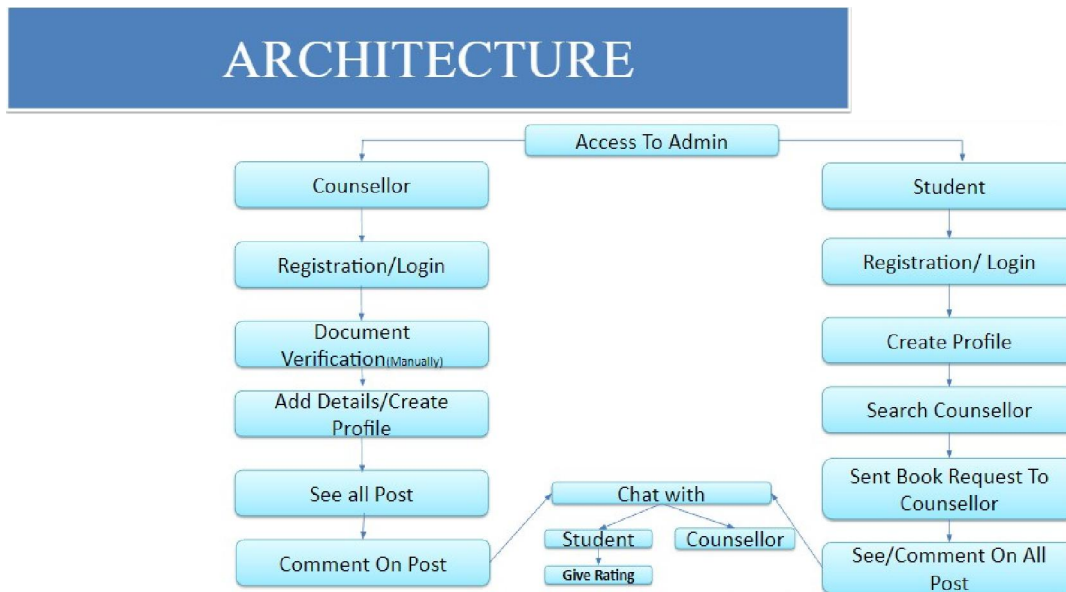 ARCHITECTURE
Access To Admin
Counsellor
Registration/Login
Document
Verification(Manually)
Add Details/Create
Profile
See all Post
Comment On Post
Chat with
Student
Counsellor
Give Rating
Student
Registration/ Login
Create Profile
Search Counsellor
Sent Book Request To
Counsellor
See/Comment On All
Post